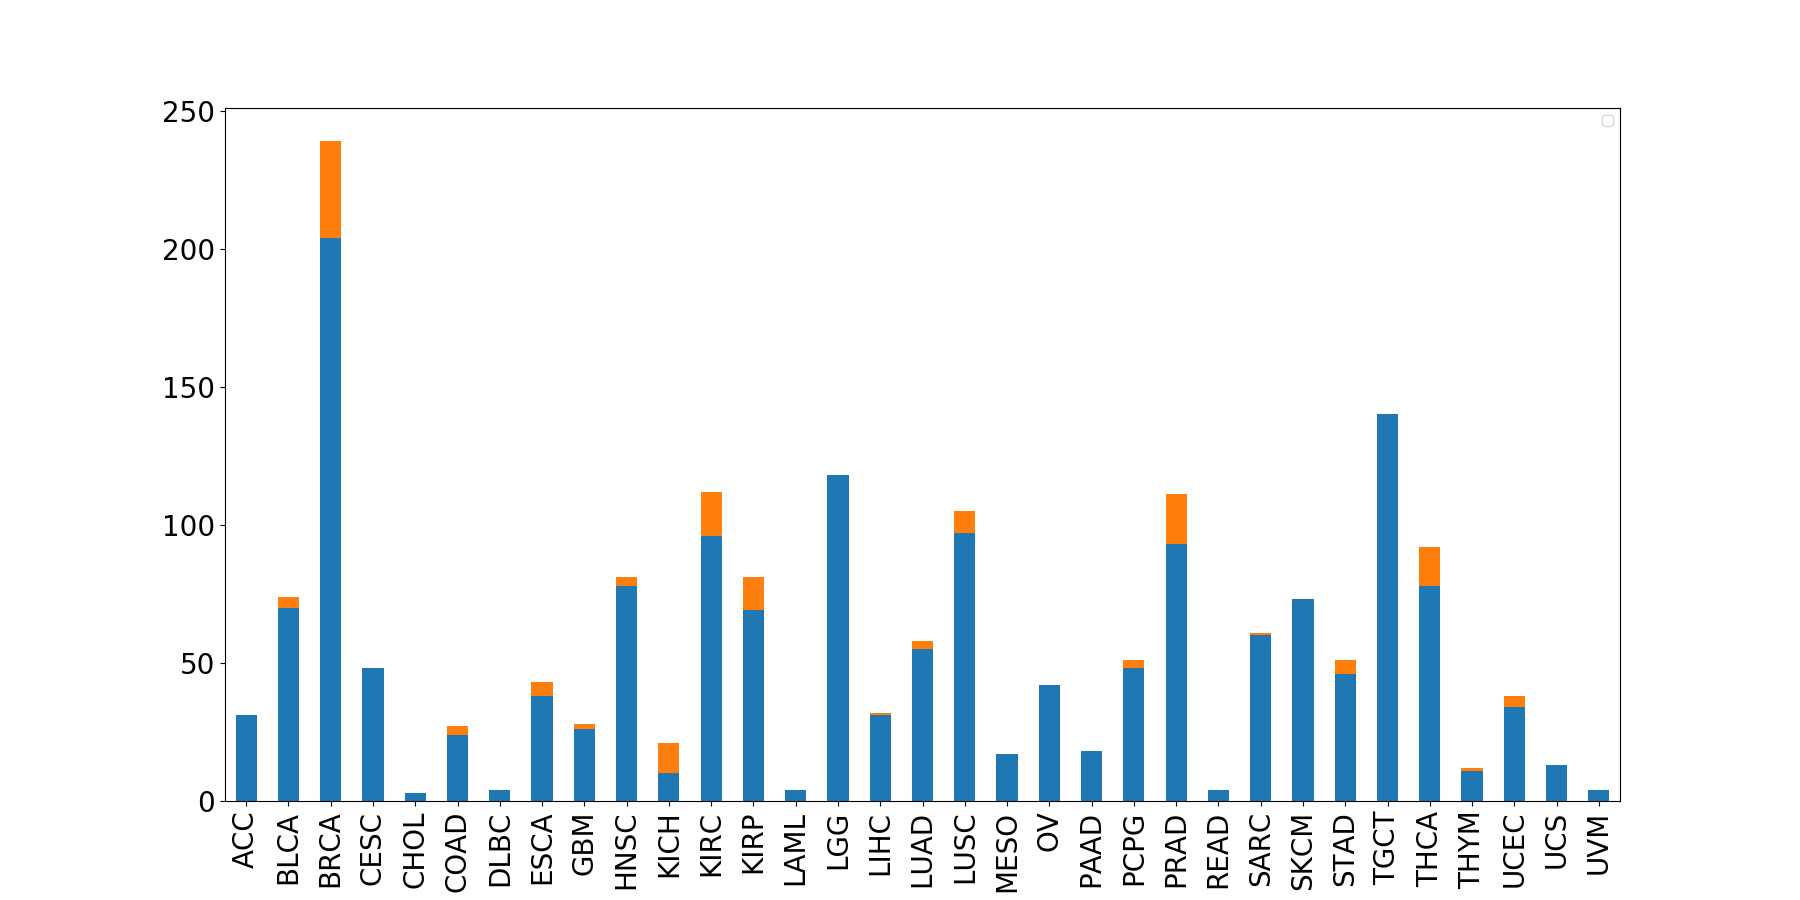 250
200
150
100
50
0
ACC
BLCA
BRCA
CESC
CHOL
COAD
DLBC
ESCA
GBM
HNSC
KICH
KIRC
KIRP
LAML
LGG
LIHC
LUAD
LUSC
MESO
OV
PAAD
PCPG
PRAD
READ
SARC
SKCM
STAD
TGCT
THCA
THYM
UCEC
UCS
UVM